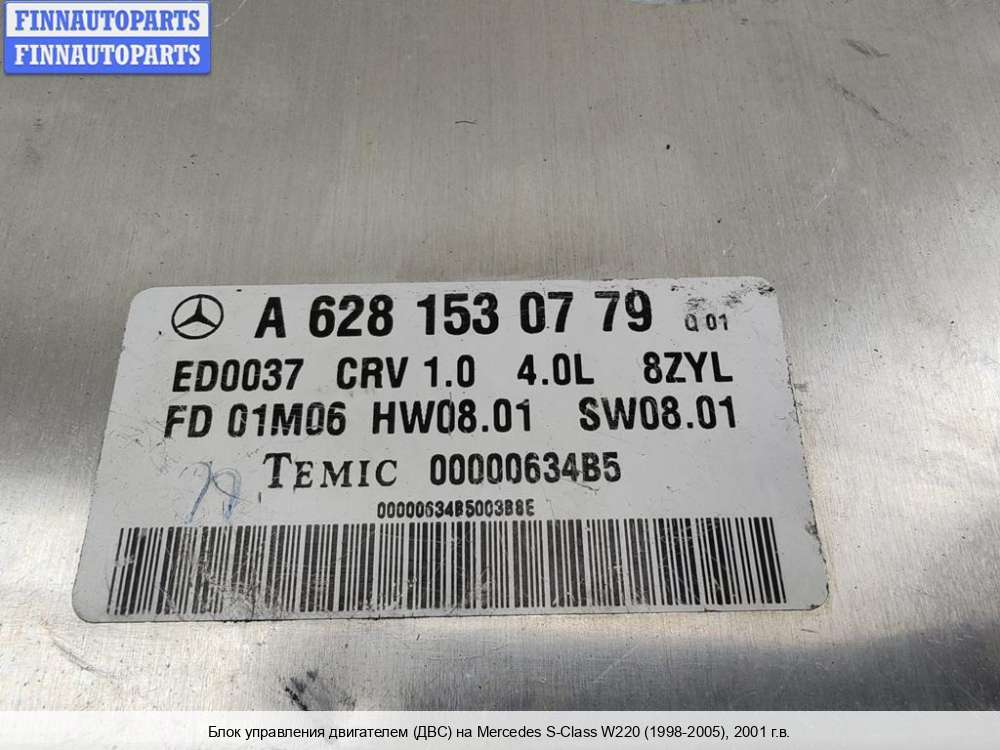 FINNAUTOPARTS
FINNAUTOPARTS
A 628 153 07 79 Q 01
ED0037 CRV 1.0 4.0L 8ZYL
FD 01M06 HW08.01 SW08.01
TEMIC 00000634B5
00000634B5003B8E
Блок управления двигателем (ДВС) на Mercedes S-Class W220 (1998-2005), 2001 г.в.